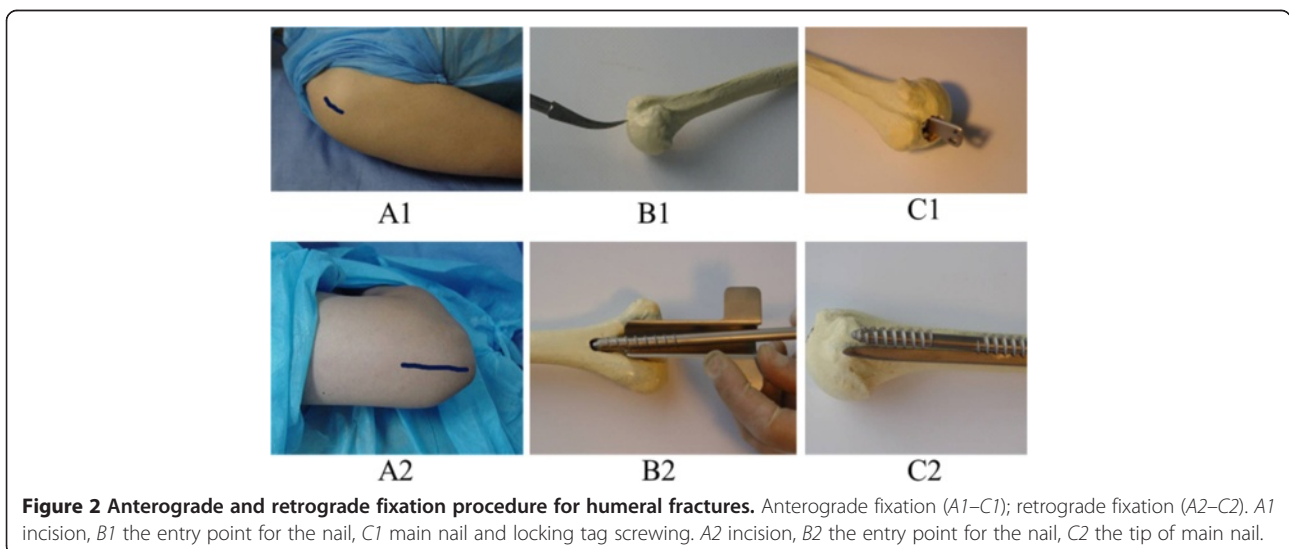 A1
B1
C1
A2
B2
C2
Figure 2 Anterograde and retrograde fixation procedure for humeral fractures. Anterograde fixation (A1–C1); retrograde fixation (A2–C2). A1
incision, B1 the entry point for the nail, C1 main nail and locking tag screwing. A2 incision, B2 the entry point for the nail, C2 the tip of main nail.